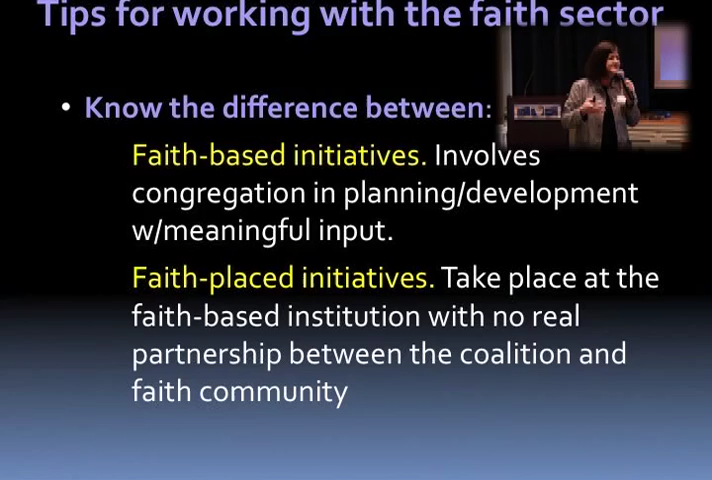 Tips for working with the faith sector
• Know the difference between:
Faith-based initiatives. Involves
congregation in planning/development
w/meaningful input.
Faith-placed initiatives. Take place at the
faith-based institution with no real
partnership between the coalition and
faith community